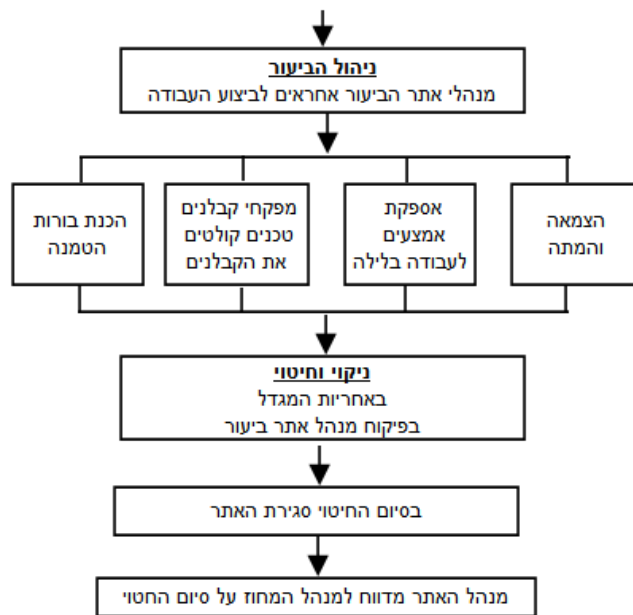 ניהול הביעור
מנהלי אתר הביעור אחראים לביצוע העבודה
הצמאה
והמתה
אספקת
אמצעים
לעבודה בלילה
מפקחי קבלנים
טכנים קולטים
את הקבלנים
הכנת בורות
הטמנה
ניקוי וחיטוי
באחריות המגדל
בפיקוח מנהל אתר ביעור
בסיום החיטוי סגירת האתר
מנהל האתר מדווח למנהל המחוז על סיום החטוי